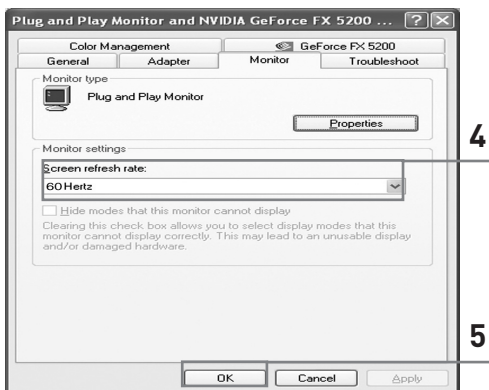 Plug and Play Monitor and NVIDIA GeForce FX 5200 ...
Color Management
GeForce FX 5200
General
Adapter
Monitor
Troubleshoot
Monitor type
Plug and Play Monitor
Properties
4
Monitor settings
Screen refresh rate:
60 Hertz
Hide modes that this monitor cannot display
Clearing this check box allows you to select display modes that this
monitor cannot display correctly. This may lead to an unusable display
and/or damaged hardware.
5
OK
Cancel
Apply